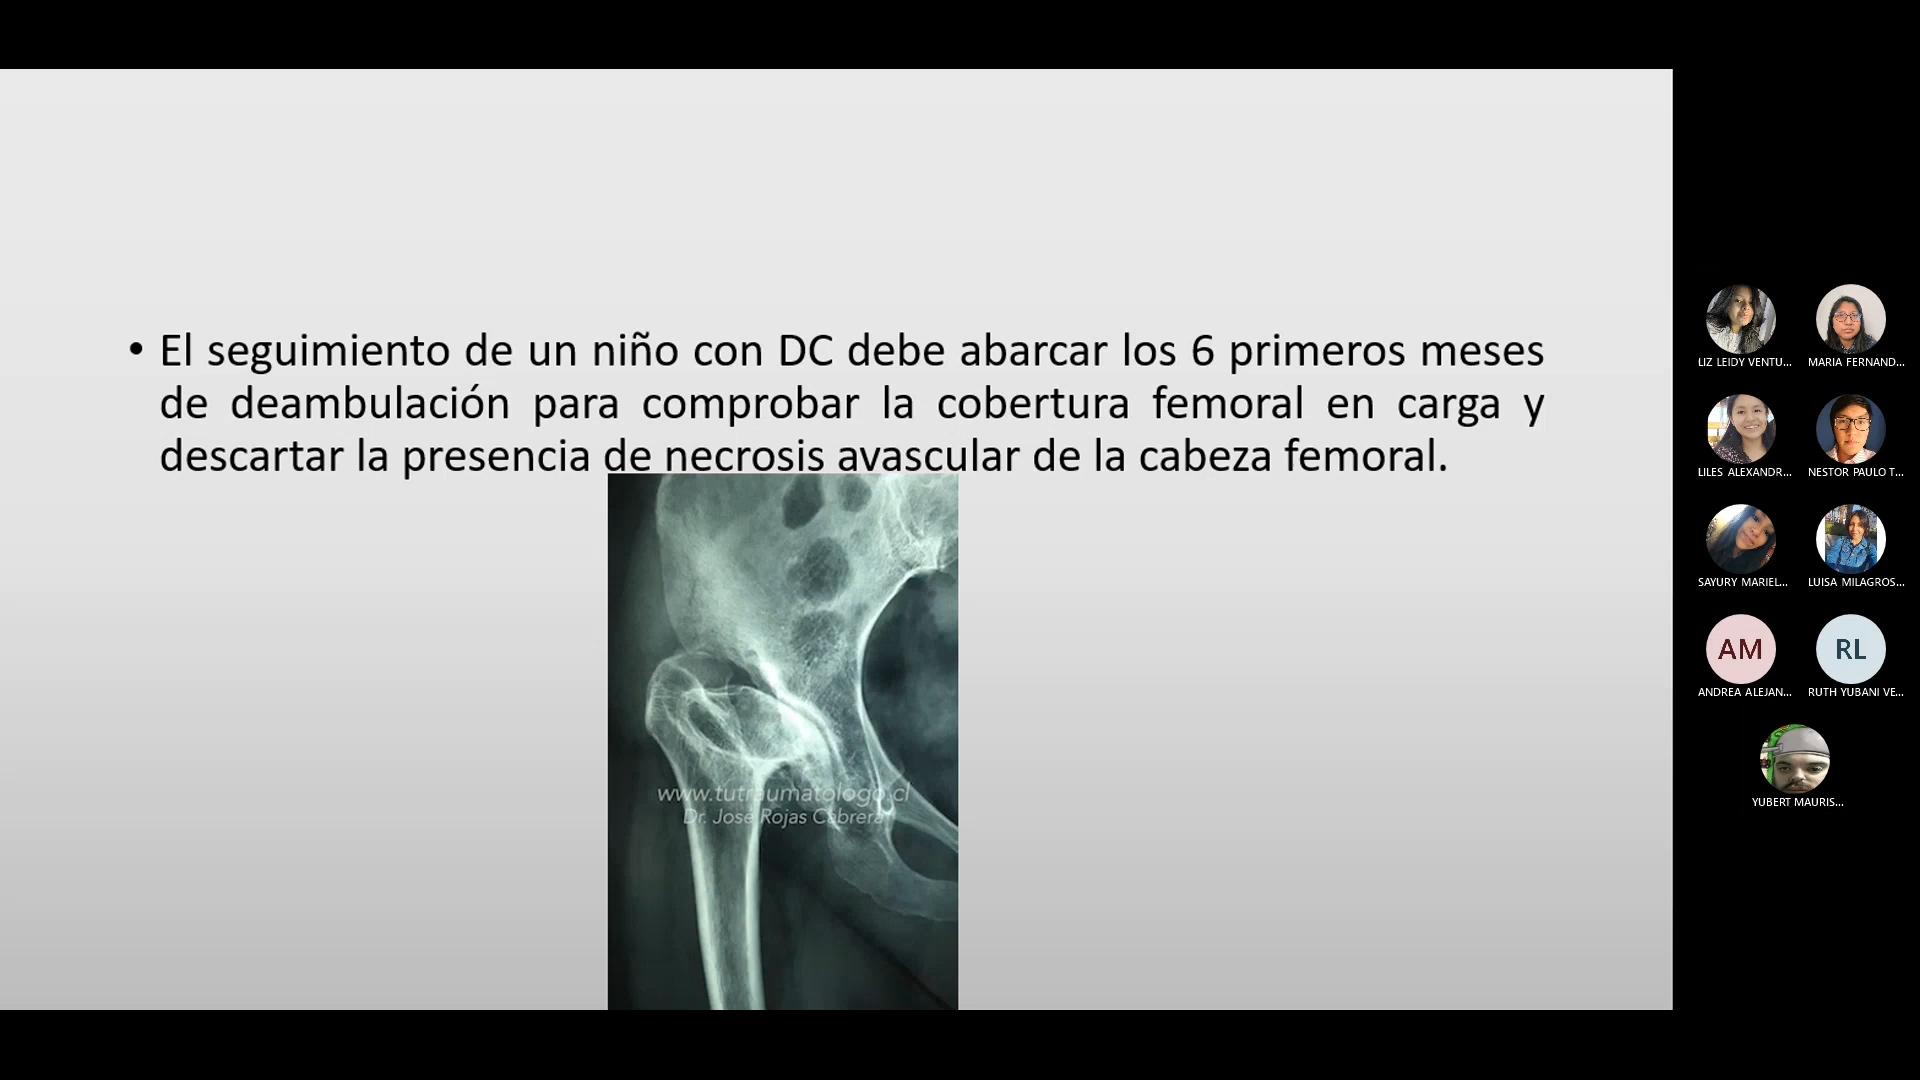 • El seguimiento de un niño con DC debe abarcar los 6 primeros meses
de deambulación para comprobar la cobertura femoral en carga y
descartar la presencia de necrosis avascular de la cabeza femoral.
www.tutraumatologo.cl
Dr. José Rojas Cabrera
LIZ LEIDY VENTU...
MARIA FERNAND...
LILES ALEXANDR...
NESTOR PAULO T...
SAYURY MARIEL...
LUISA MILAGROS...
AM
RL
ANDREA ALEJAN...
RUTH YUBANI VE...
YUBERT MAURIS...